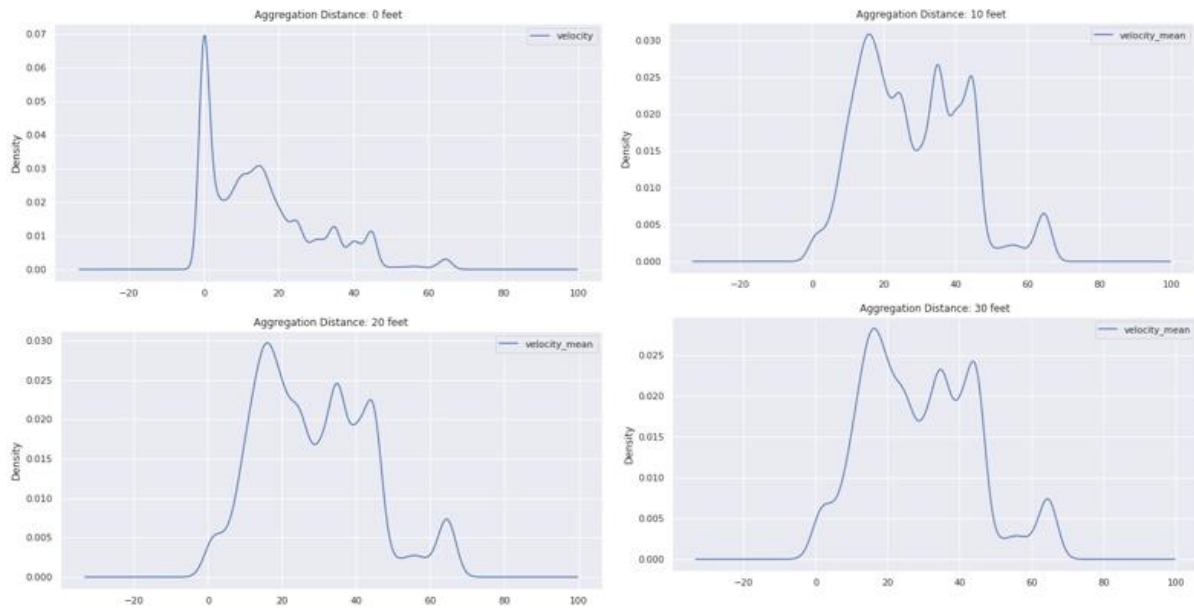 Aggregation Distance: 0 feet
velocity
Density
0.07
0.06
0.05
0.04
0.03
0.02
0.01
0.00
−20 0 20 40 60 80 100
Aggregation Distance: 10 feet
velocity_mean
Density
0.030
0.025
0.020
0.015
0.010
0.005
0.000
−20 0 20 40 60 80 100
Aggregation Distance: 20 feet
velocity_mean
Density
0.030
0.025
0.020
0.015
0.010
0.005
0.000
−20 0 20 40 60 80 100
Aggregation Distance: 30 feet
velocity_mean
Density
0.025
0.020
0.015
0.010
0.005
0.000
−20 0 20 40 60 80 100